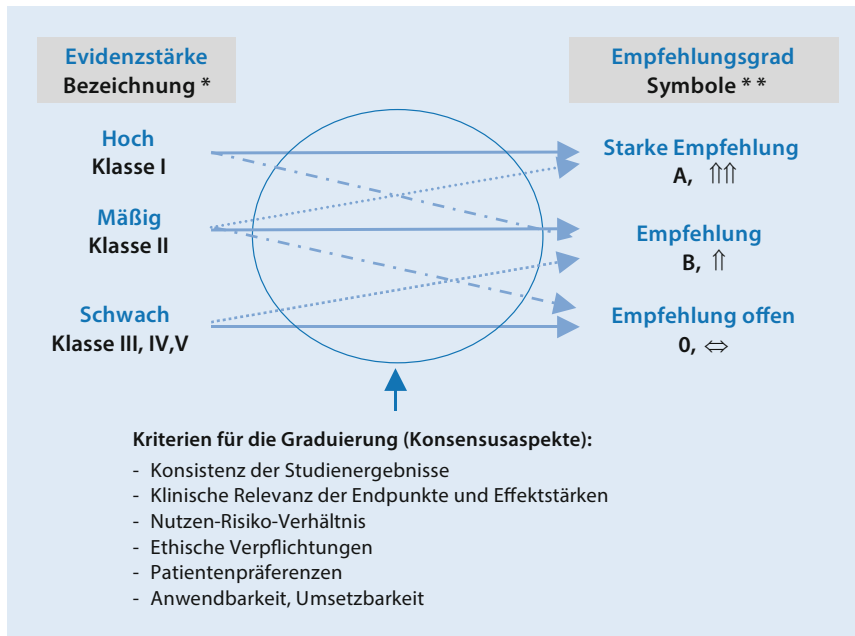 Evidenzstärke
Bezeichnung *
Empfehlungsgrad
Symbole * *
Hoch
Klasse I
Starke Empfehlung
A, ⇑⇑
Mäßig
Klasse II
Empfehlung
B, ⇑
Schwach
Klasse III, IV,V
Empfehlung offen
0, ⇔
Kriterien für die Graduierung (Konsensusaspekte):
- Konsistenz der Studienergebnisse
- Klinische Relevanz der Endpunkte und Effektstärken
- Nutzen-Risiko-Verhältnis
- Ethische Verpflichtungen
- Patientenpräferenzen
- Anwendbarkeit, Umsetzbarkeit